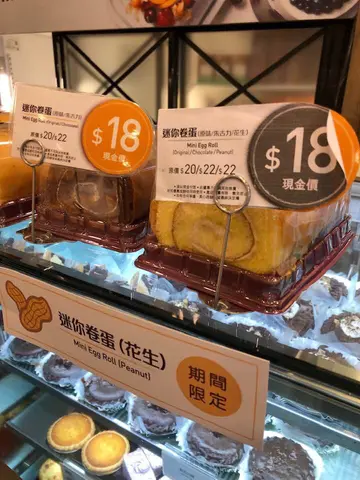 迷你卷蛋(原味/朱古力)
Mini Egg Roll (Original/Chocolate)
原價$20/$22
$18
現金價
迷你卷蛋(原味/朱古力/花生)
Mini Egg Roll
(Original/Chocolate/Peanut)
原價$20/$22/$22
$18
現金價
迷你卷蛋(花生)
Mini Egg Roll (Peanut)
期間
限定